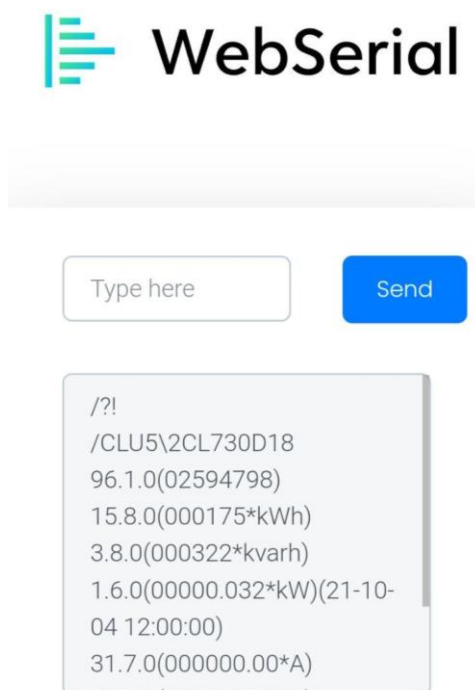 WebSerial
Type here
Send
/?!
/CLU5\2CL730D18
96.1.0(02594798)
15.8.0(000175*kWh)
3.8.0(000322*kvarh)
1.6.0(00000.032*kW)(21-10-
04 12:00:00)
31.7.0(000000.00*A)